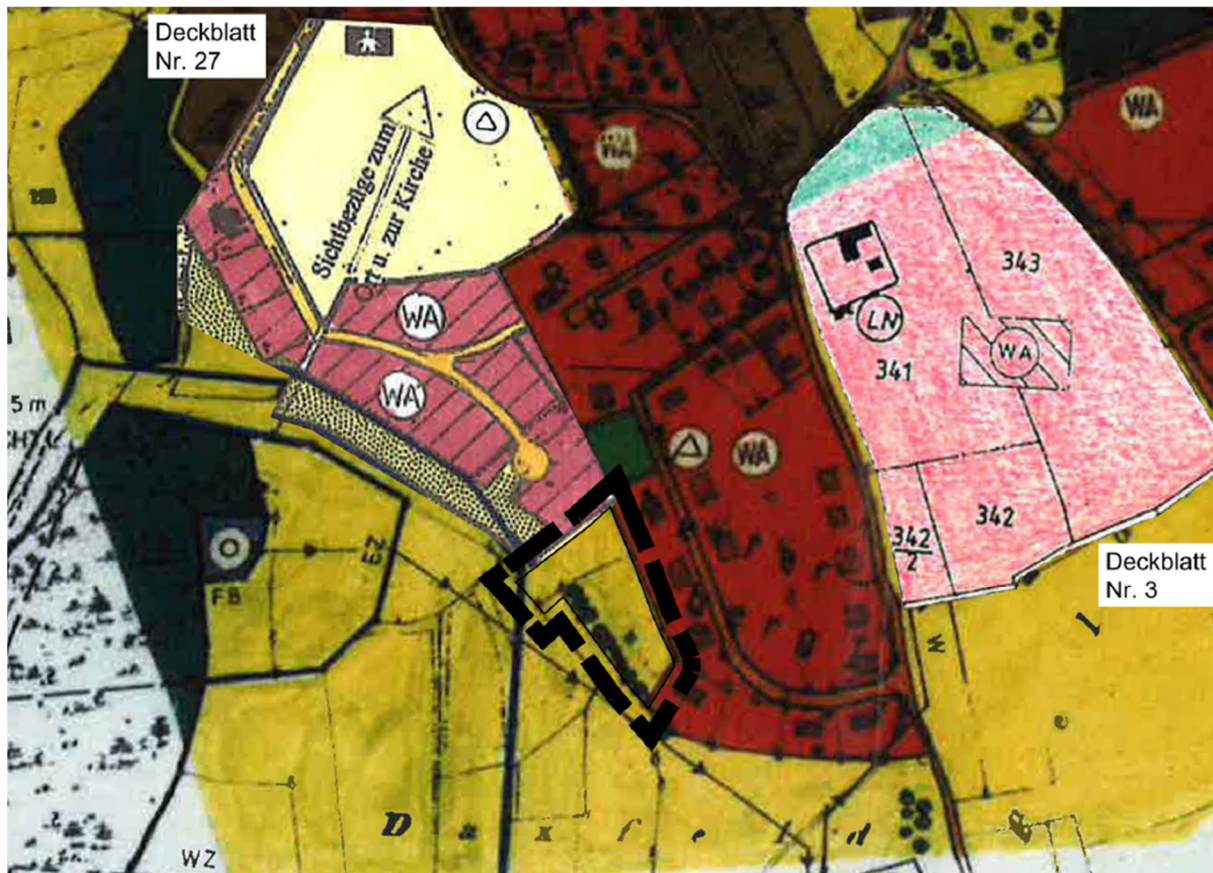 Deckblatt
Nr. 27
Sichtbezüge zum
Ort u. zur Kirche
WA
WA
WA
WA
WA
343
LN
WA
341
342
342
2
Deckblatt
Nr. 3
5 m
FB
WZ
D
x f e l d